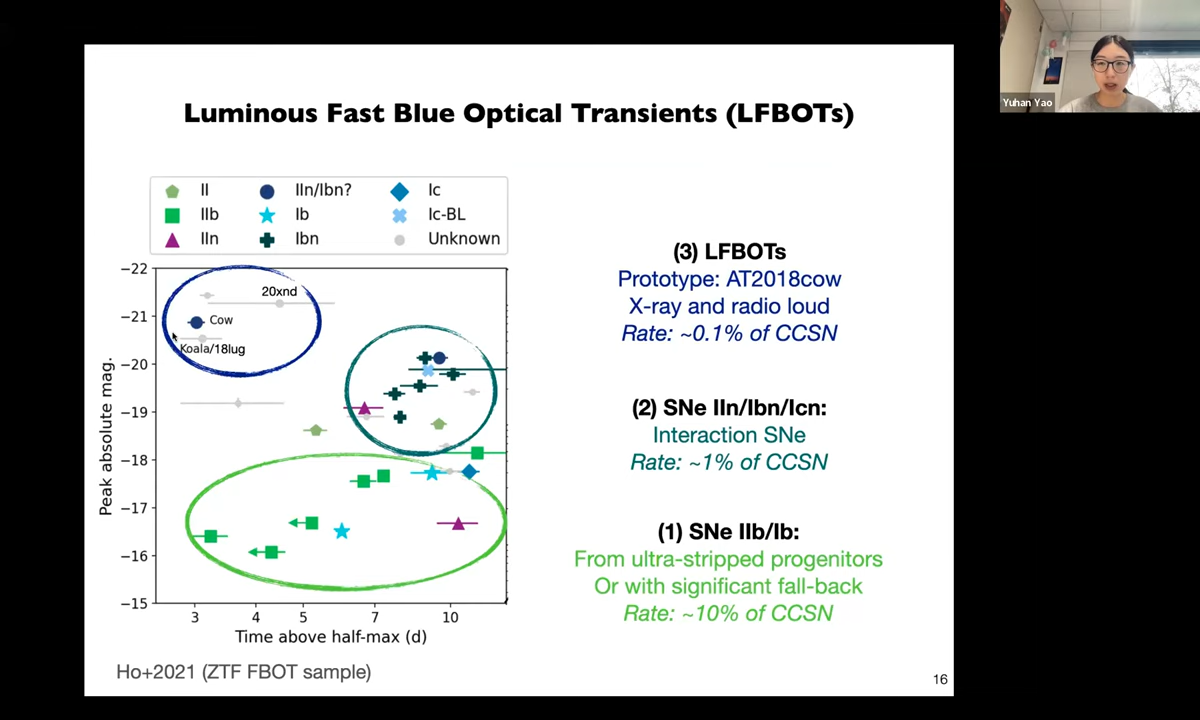 Luminous Fast Blue Optical Transients (LFBOTs)
II
IIn/Ibn?
Ic
IIb
Ib
Ic-BL
IIn
Ibn
Unknown
−22
−21
−20
−19
−18
−17
−16
−15
Peak absolute mag.
20xnd
Cow
Koala/18lug
3
4
5
7
10
Time above half-max (d)
Ho+2021 (ZTF FBOT sample)
(3) LFBOTs
Prototype: AT2018cow
X-ray and radio loud
Rate: ~0.1% of CCSN
(2) SNe IIn/Ibn/Icn:
Interaction SNe
Rate: ~1% of CCSN
(1) SNe IIb/Ib:
From ultra-stripped progenitors
Or with significant fall-back
Rate: ~10% of CCSN
16
Yuhan Yao